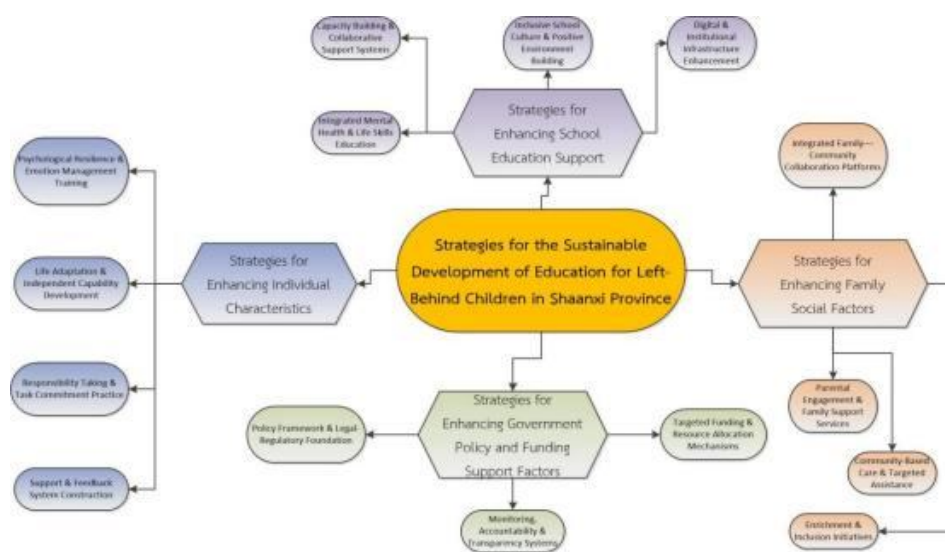 Capacity Building &
Collaborative
Support Systems
Inclusive School
Culture & Positive
Environment
Building
Digital &
Institutional
Infrastructure
Enhancement
Integrated Mental
Health & Life Skills
Education
Strategies for
Enhancing School
Education Support
Integrated Family—
Community
Collaboration Platforms
Psychological Resilience &
Emotion Management
Training
Life Adaptation &
Independent Capability
Development
Responsibility Taking &
Task Commitment Practice
Support & Feedback
System Construction
Strategies for
Enhancing Individual
Characteristics
Strategies for the Sustainable
Development of Education for Left-
Behind Children in Shaanxi Province
Strategies for
Enhancing Family
Social Factors
Parental
Engagement &
Family Support
Services
Community-Based
Care & Targeted
Assistance
Enrichment &
Inclusion Initiatives
Strategies for
Enhancing Government
Policy and Funding
Support Factors
Policy Framework & Legal-
Regulatory Foundation
Targeted Funding &
Resource Allocation
Mechanisms
Monitoring,
Accountability &
Transparency Systems